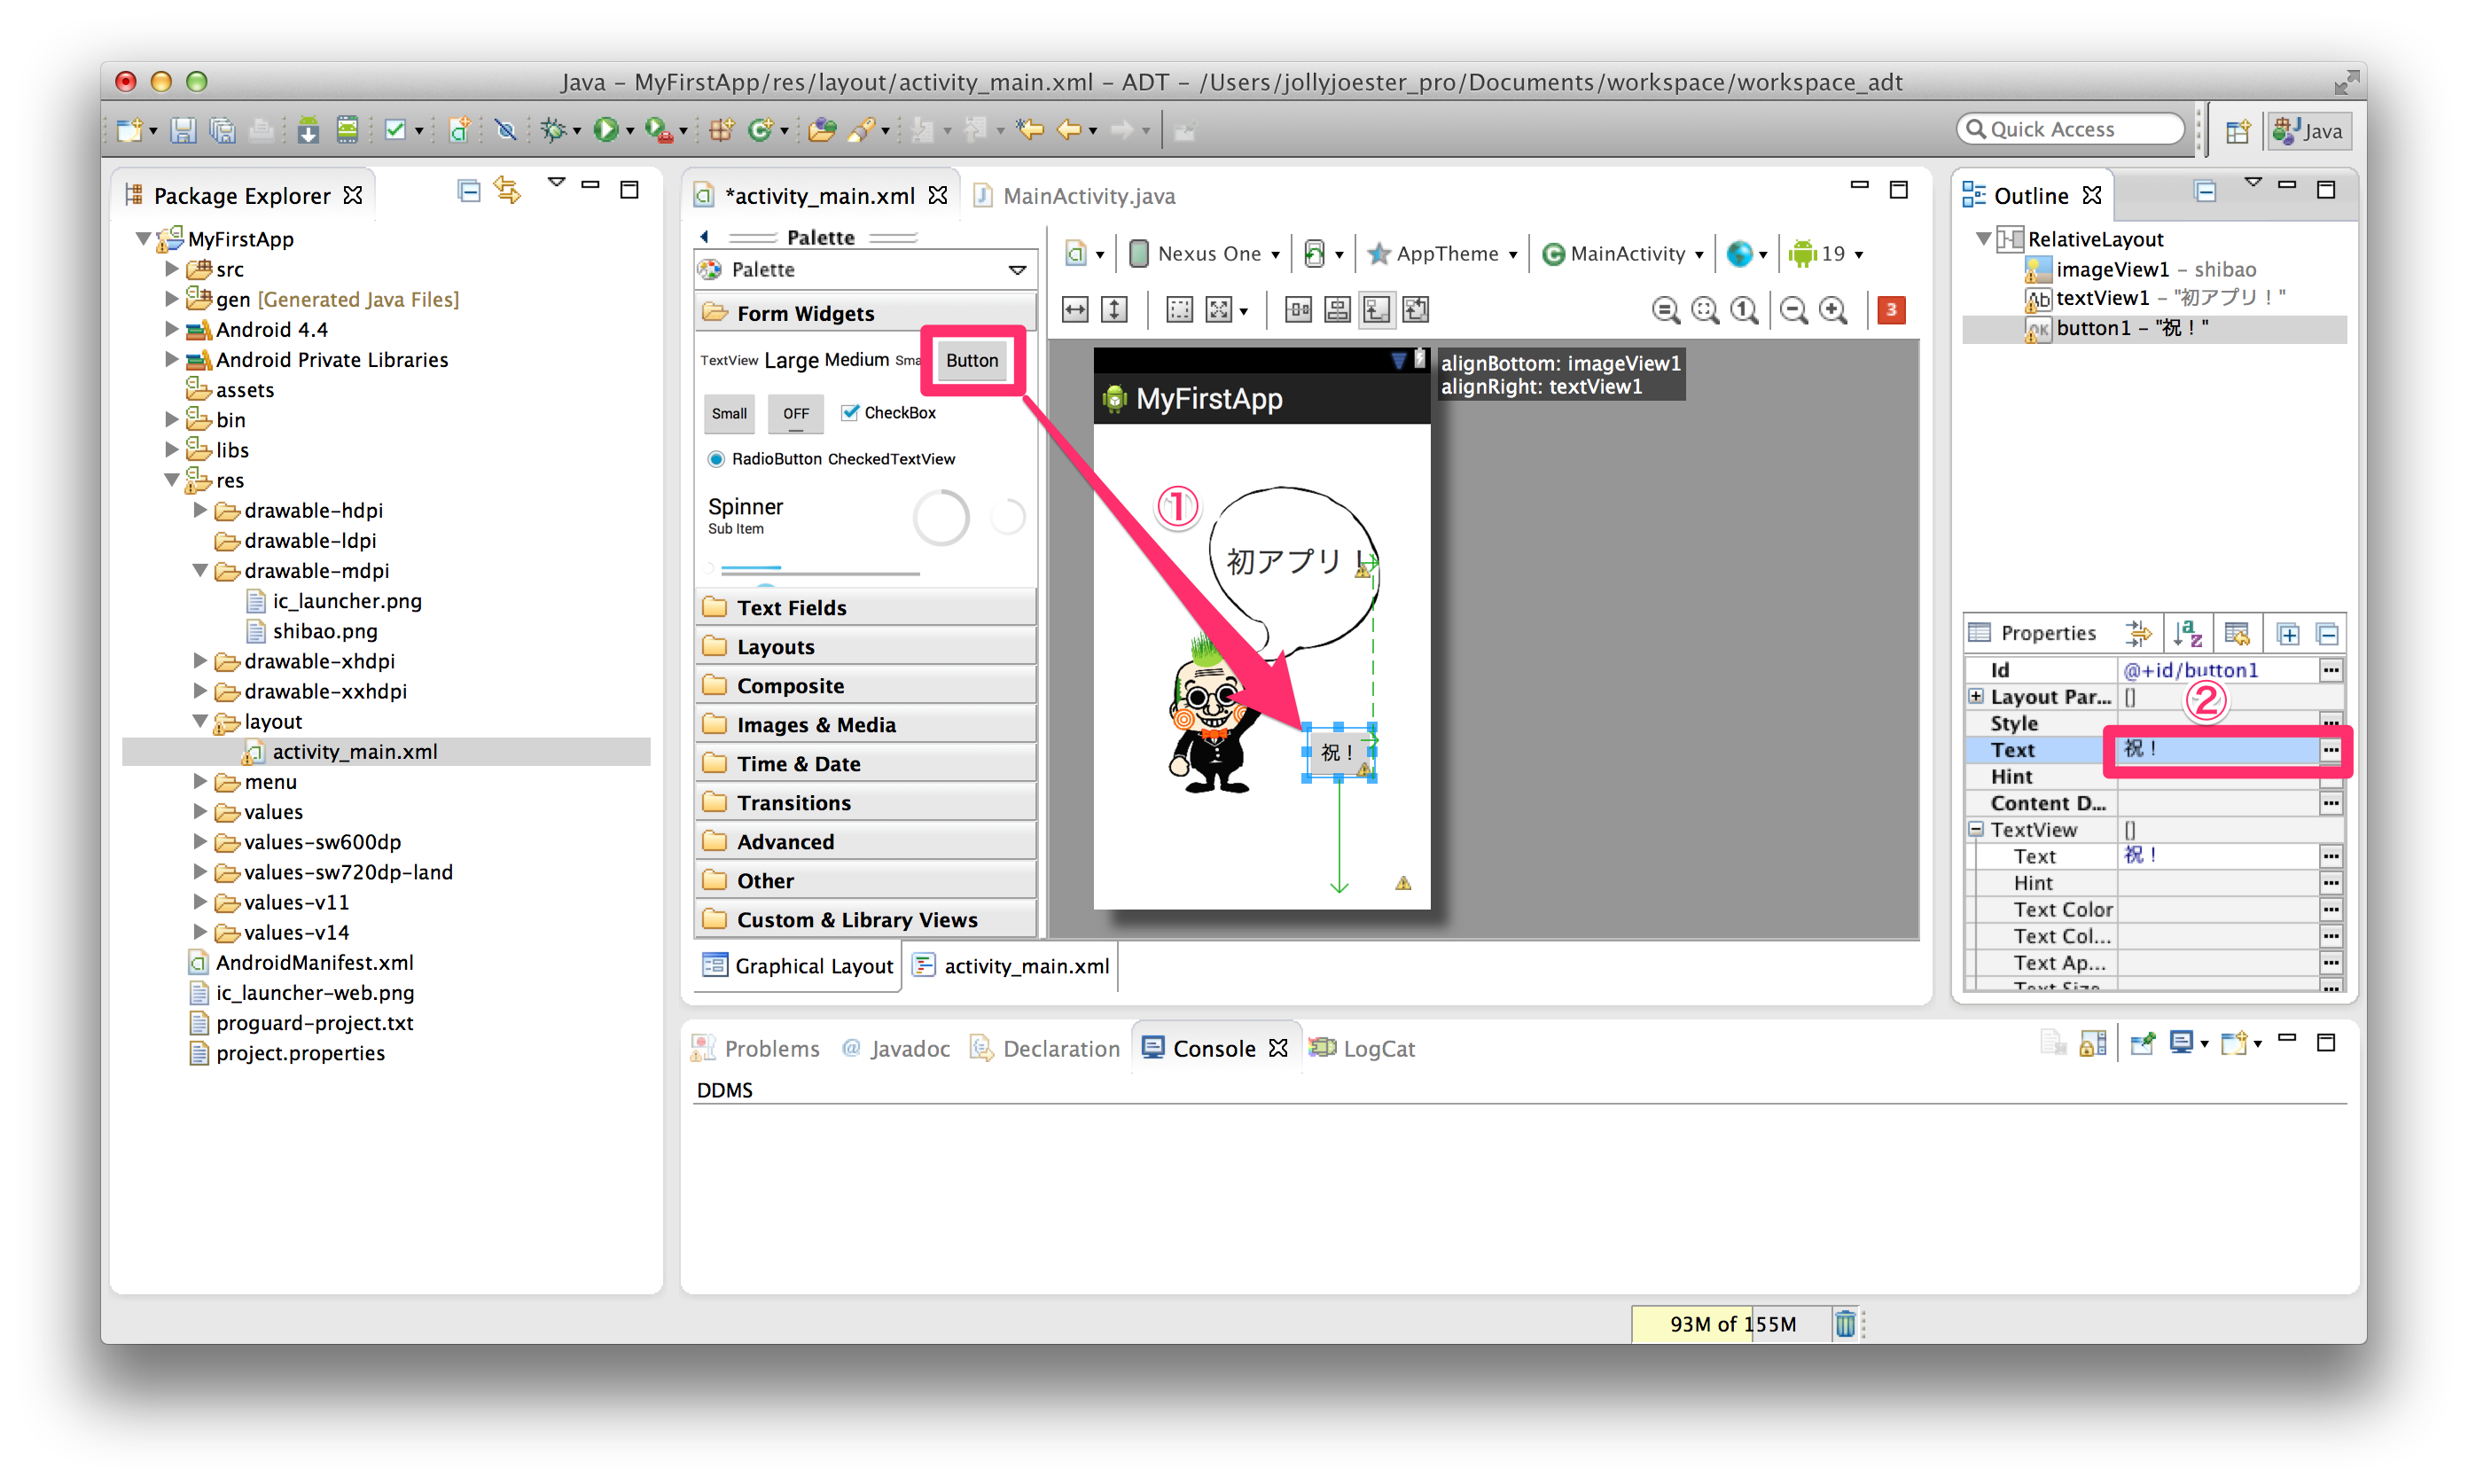 Java – MyFirstApp/res/layout/activity_main.xml – ADT – /Users/jollyjoester_pro/Documents/workspace/workspace_adt
Quick Access
Java
Package Explorer
MyFirstApp
src
gen [Generated Java Files]
Android 4.4
Android Private Libraries
assets
bin
libs
res
drawable-hdpi
drawable-ldpi
drawable-mdpi
ic_launcher.png
shibao.png
drawable-xhdpi
drawable-xxhdpi
layout
activity_main.xml
menu
values
values-sw600dp
values-sw720dp-land
values-v11
values-v14
AndroidManifest.xml
ic_launcher-web.png
proguard-project.txt
project.properties
*activity_main.xml
MainActivity.java
Palette
Palette
Form Widgets
TextView Large Medium Sma Button
Small OFF CheckBox
RadioButton CheckedTextView
Spinner
Sub Item
Text Fields
Layouts
Composite
Images & Media
Time & Date
Transitions
Advanced
Other
Custom & Library Views
Graphical Layout
activity_main.xml
Nexus One AppTheme MainActivity 19
3
MyFirstApp
alignBottom: imageView1
alignRight: textView1
①
初アプリ！
祝！
Outline
RelativeLayout
imageView1 – shibao
textView1 – "初アプリ！"
button1 – "祝！"
Properties
Id @+id/button1
Layout Par... []
②
Style
Text 祝！
Hint
Content D...
TextView []
Text 祝！
Hint
Text Color
Text Col...
Text Ap...
Text Size
Problems @ Javadoc Declaration Console LogCat
DDMS
93M of 155M